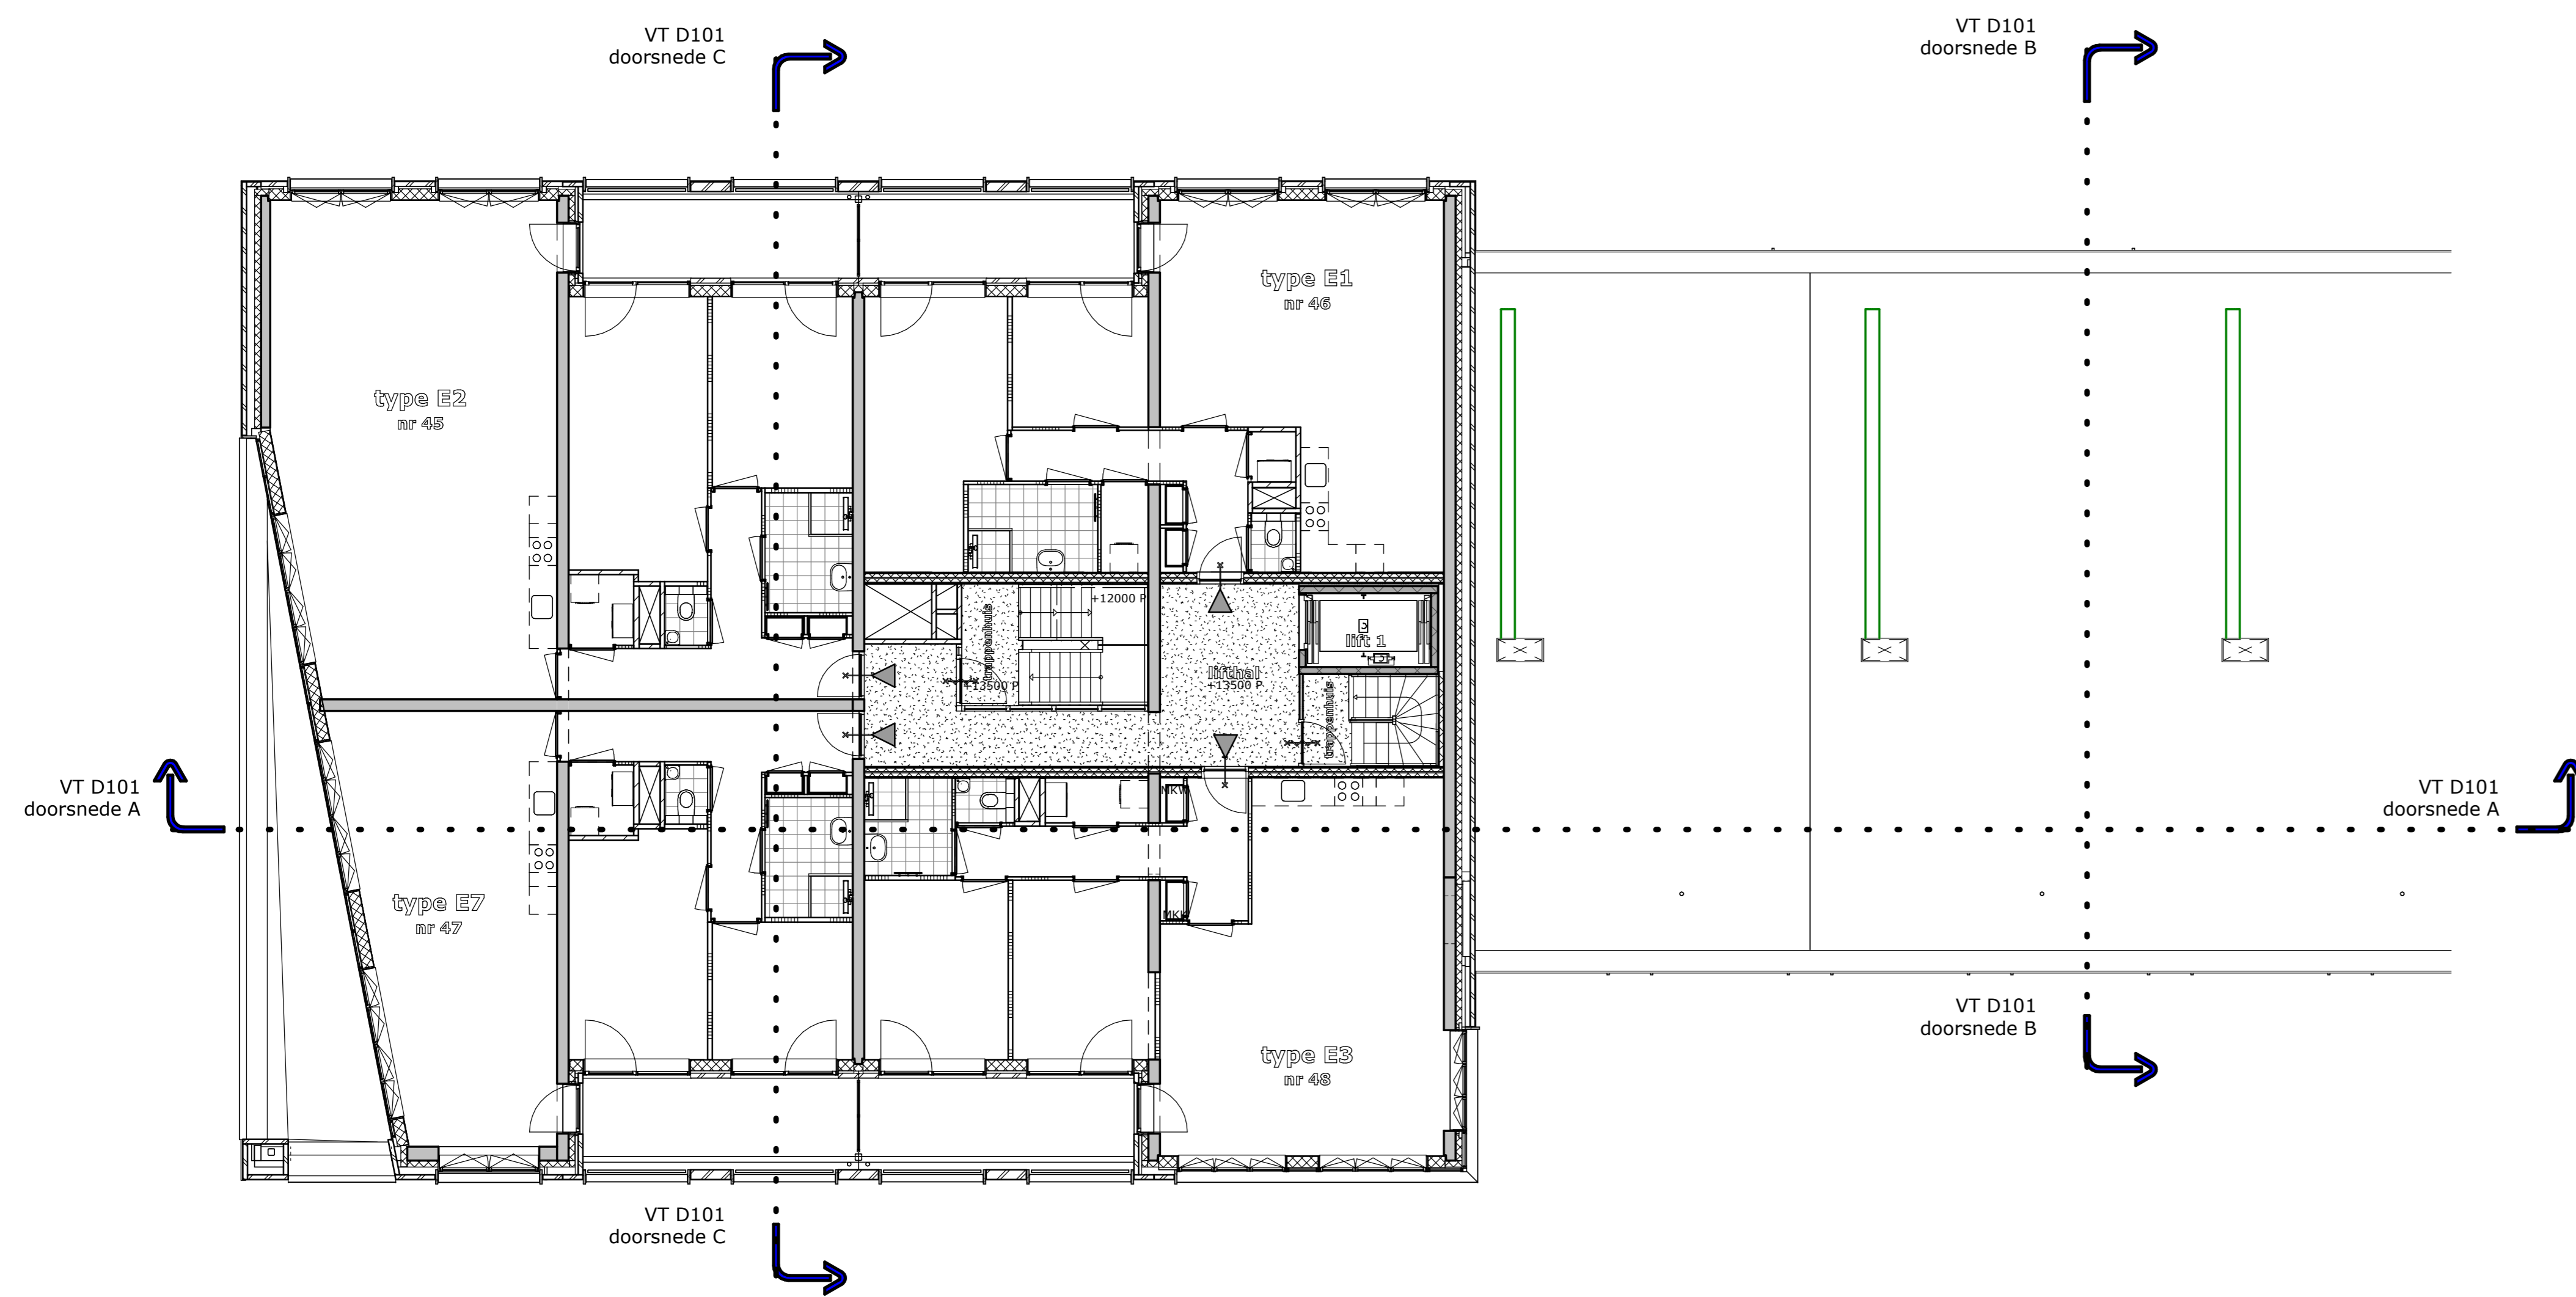 VT D101
doorsnede C
VT D101
doorsnede B
type E1
nr 46
type E2
nr 45
+12000 P
trappenhuis
+13500 P
lift 1
lifthal
+13500 P
trappenhuis
VT D101
doorsnede A
MKW
VT D101
doorsnede A
MKK
type E7
nr 47
VT D101
doorsnede B
type E3
nr 48
VT D101
doorsnede C